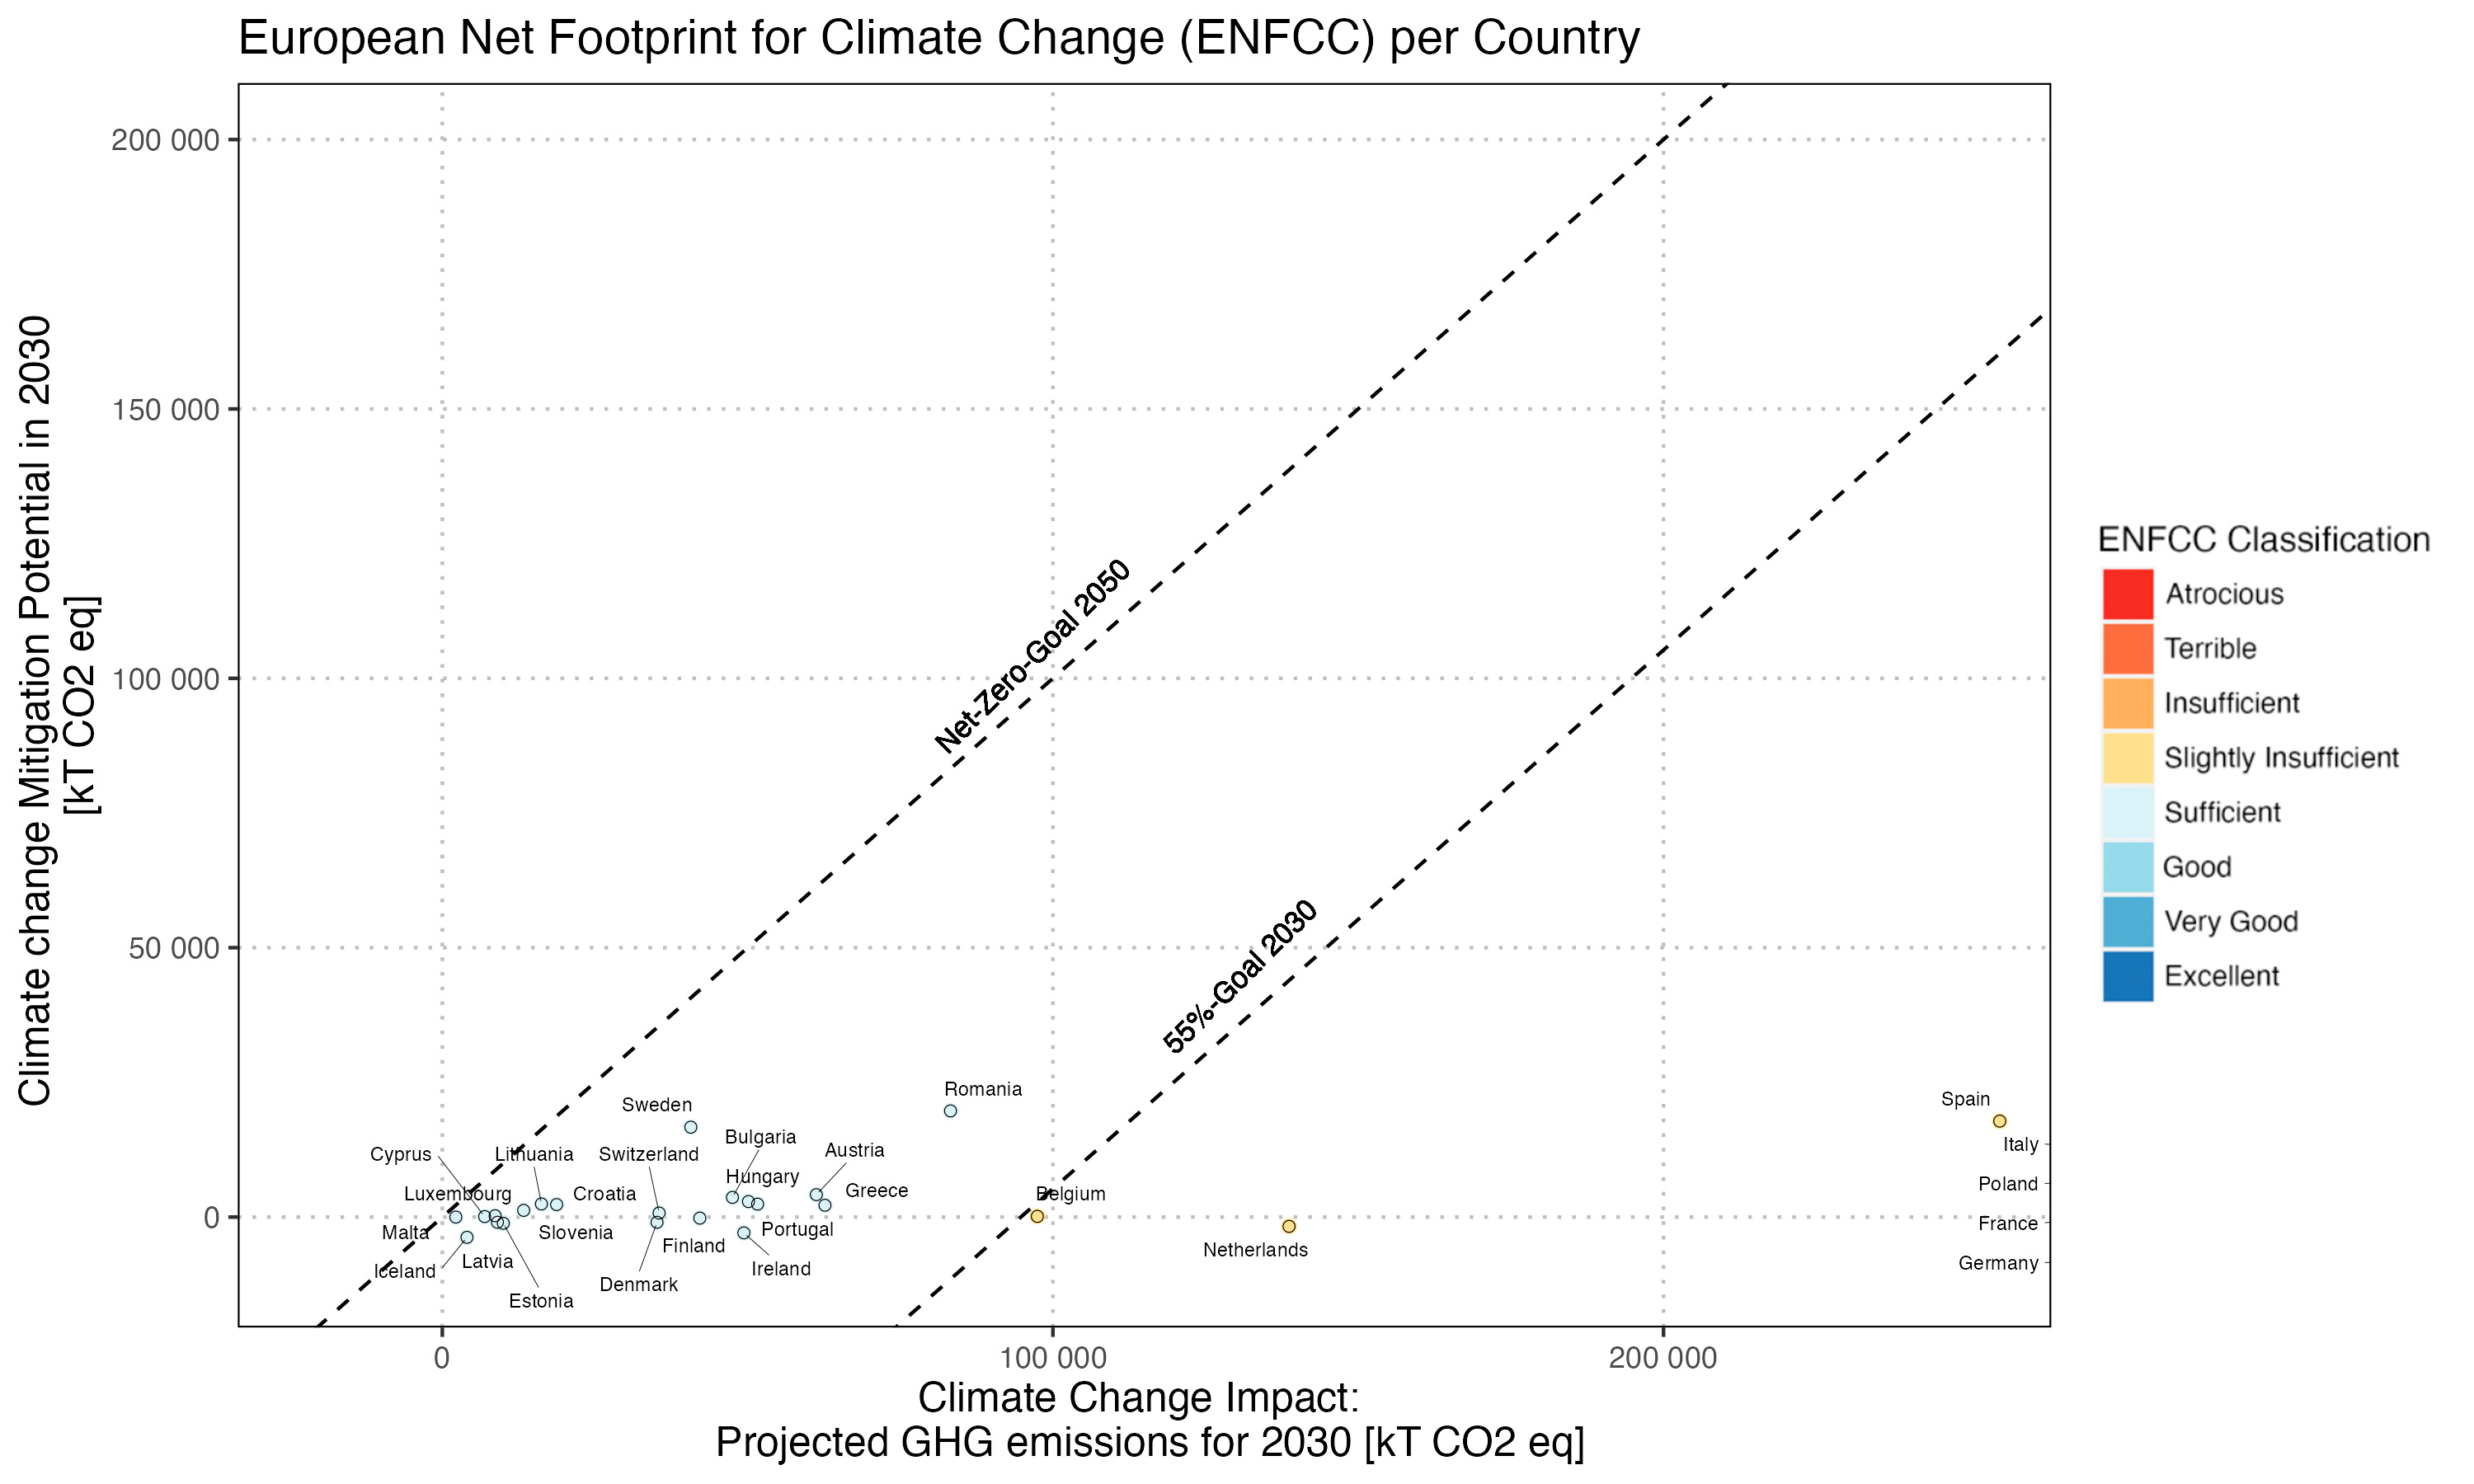 European Net Footprint for Climate Change (ENFCC) per Country
Climate change Mitigation Potential in 2030
[kT CO2 eq]
200 000
150 000
100 000
50 000
0
Net-Zero-Goal 2050
55%-Goal 2030
Romania
Spain
Sweden
Bulgaria
Italy
Cyprus
Lithuania
Switzerland
Austria
Hungary
Poland
Luxembourg
Croatia
Greece
Belgium
France
Malta
Slovenia
Finland
Portugal
Netherlands
Iceland
Latvia
Ireland
Germany
Denmark
Estonia
0
100 000
200 000
Climate Change Impact:
Projected GHG emissions for 2030 [kT CO2 eq]
ENFCC Classification
Atrocious
Terrible
Insufficient
Slightly Insufficient
Sufficient
Good
Very Good
Excellent